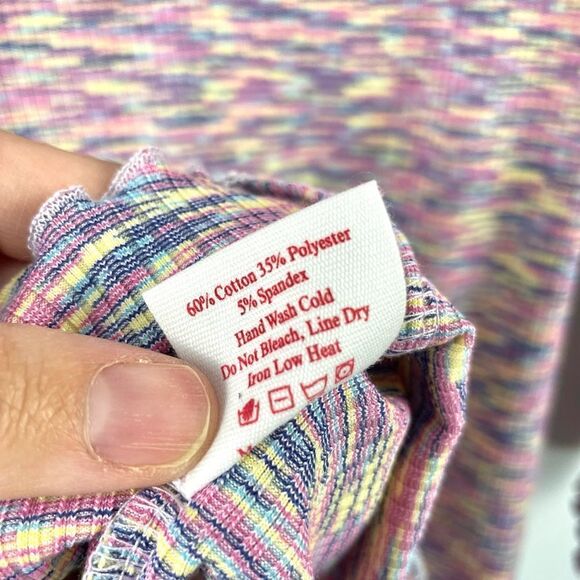 60% Cotton 35% Polyester
5% Spandex
Hand Wash Cold
Do Not Bleach, Line Dry
Iron Low Heat